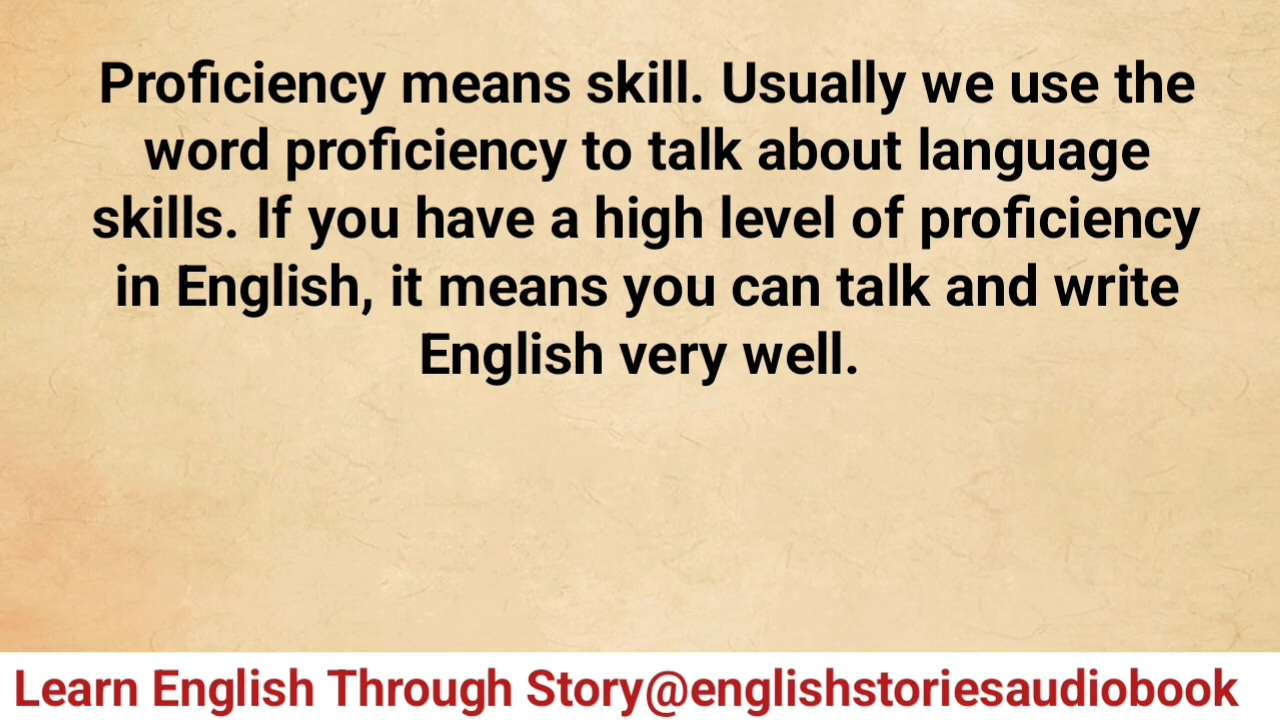 Proficiency means skill. Usually we use the
word proficiency to talk about language
skills. If you have a high level of proficiency
in English, it means you can talk and write
English very well.
Learn English Through Story@englishstoriesaudiobook